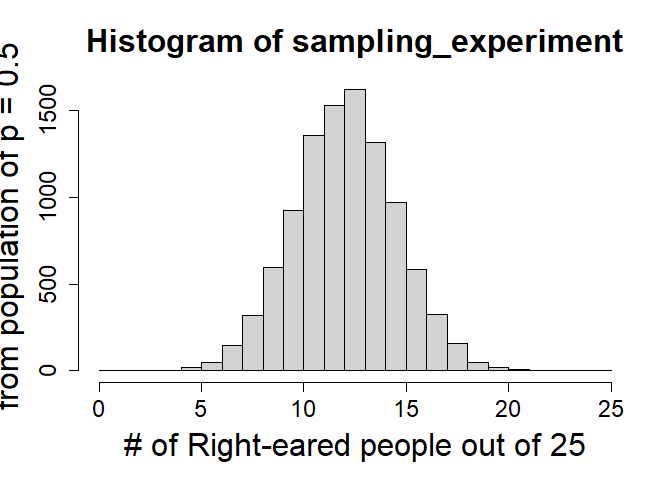 Histogram of sampling_experiment
from population of p = 0.5
1500
1000
500
0
0 5 10 15 20 25
# of Right-eared people out of 25